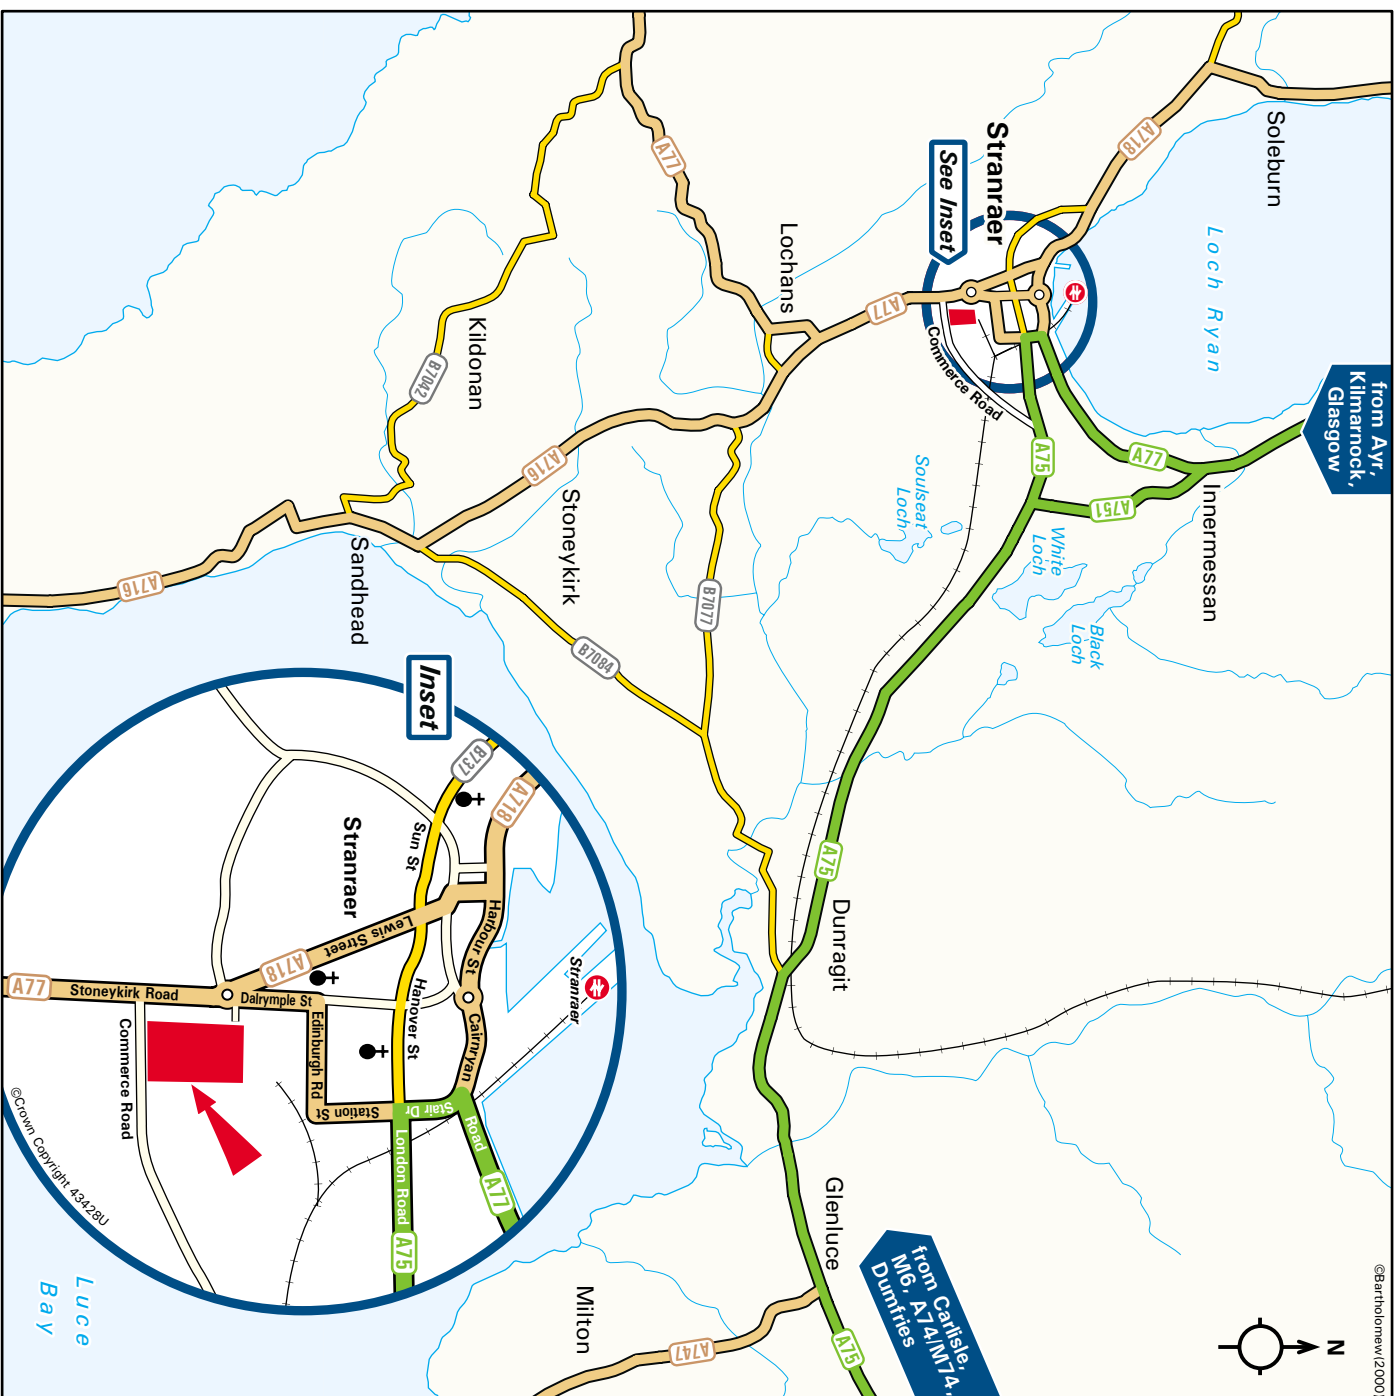 ©Bartholomew(2000)
N
from Ayr,
Kilmarnock,
Glasgow
from Carlisle,
M6, A74/M74,
Dumfries
Soleburn
Loch Ryan
A718
Stranraer
See Inset
A77
A77
A77
A75
A751
Innermessan
Commerce Road
White
Loch
Black
Loch
Soulseat
Loch
Lochans
Kildonan
B7042
A716
Stoneykirk
B7077
B7084
Sandhead
A716
A75
Dunragit
Glenluce
A75
A747
Milton
Luce
Bay
Inset
B737
A718
Sun St
Stranraer
Harbour St
Stranraer
Lewis Street
A718
Hanover St
Cairnryan
Road
A77
Stair Dr
Station St
London Road
A75
Edinburgh Rd
Dalrymple St
Stoneykirk Road
A77
Commerce Road
©Crown Copyright 43428U